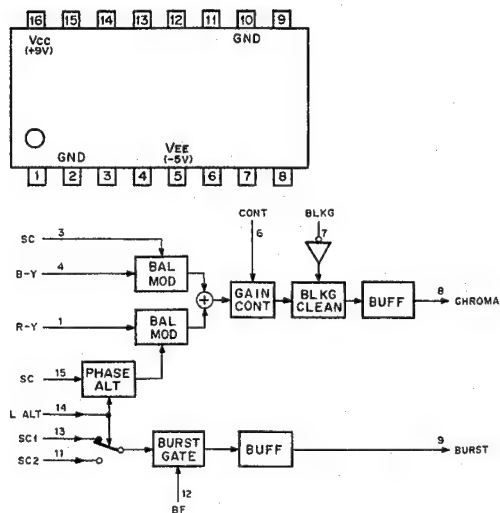 16 15 14 13 12 11 10 9
VCC GND
(+9V)
VEE
GND (-5V)
1 2 3 4 5 6 7 8
CONT BLKG
SC 3 6 7
B-Y 4 BAL MOD
GAIN CONT
BLKG CLEAN
BUFF
8 CHROMA
R-Y 1 BAL MOD
SC 15 PHASE ALT
L ALT 14
SC1 13
SC2 11
BURST GATE
BUFF
9 BURST
12
BF